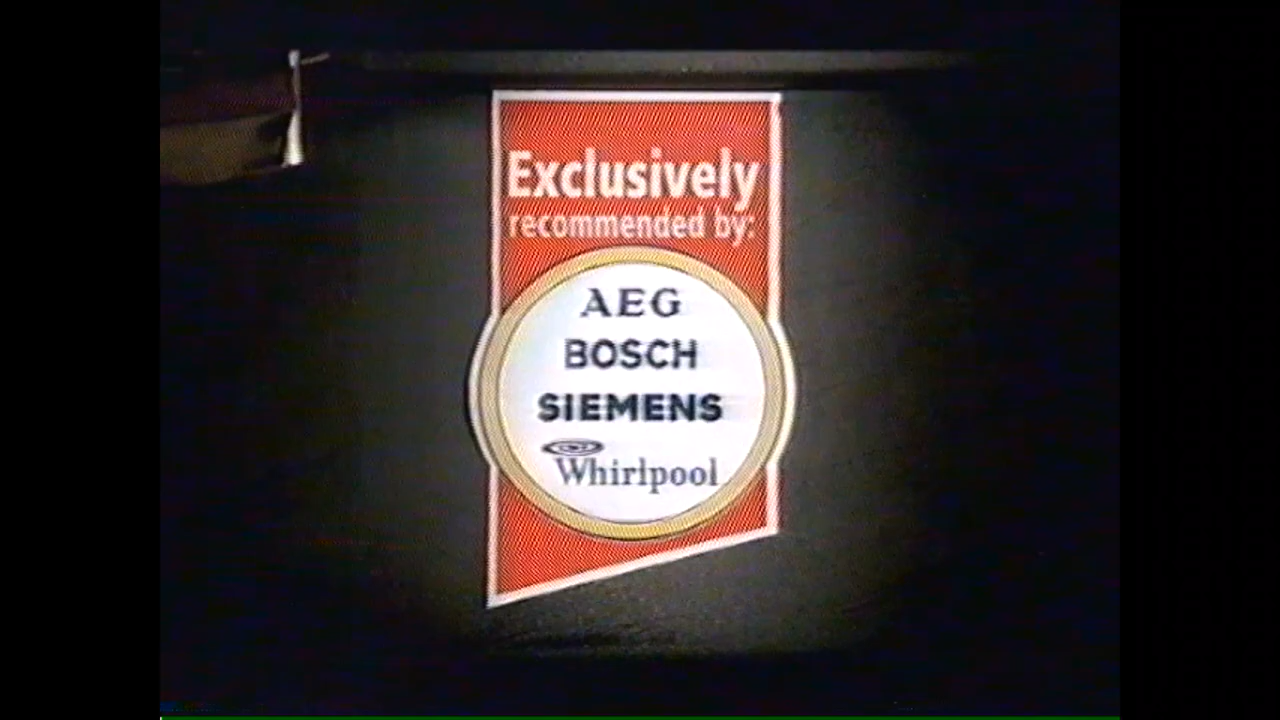 Exclusively
recommended by:
AEG
BOSCH
SIEMENS
Whirlpool